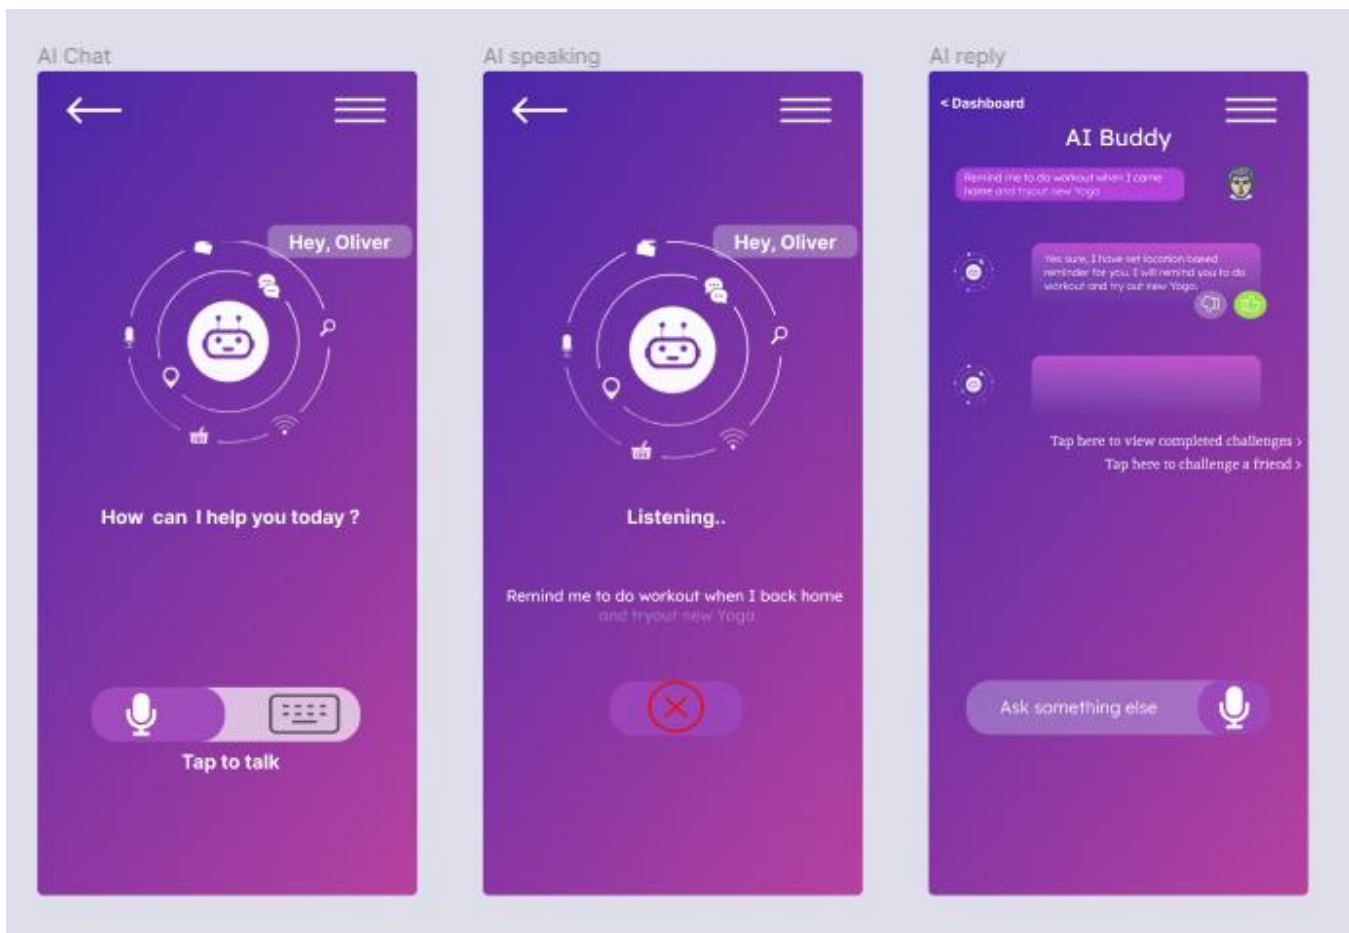 AI Chat
Hey, Oliver
How can I help you today ?
Tap to talk
AI speaking
Hey, Oliver
Listening..
Remind me to do workout when I back home
and tryout new Yoga
AI reply
< Dashboard
AI Buddy
Remind me to do workout when I came
home and tryout new Yoga
Yes sure, I have set location based
reminder for you. I will remind you to do
workout and try out new Yoga.
Tap here to view completed challenges >
Tap here to challenge a friend >
Ask something else